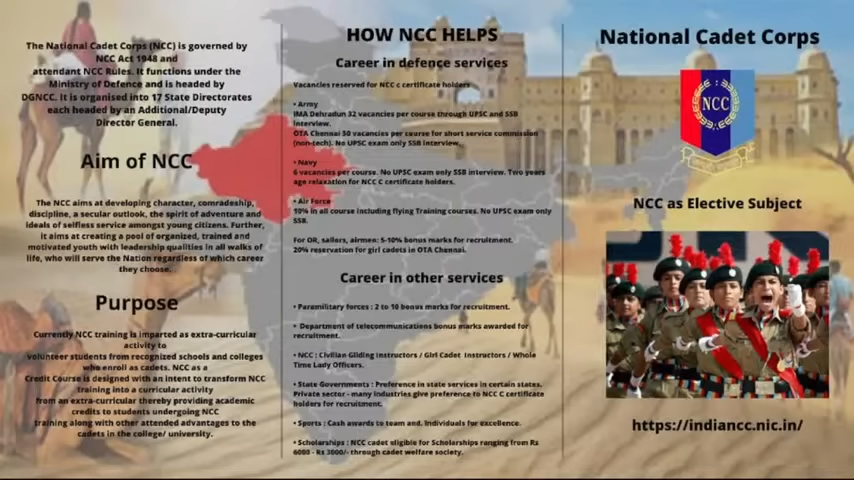 The National Cadet Corps (NCC) is governed by
NCC Act 1948 and
attendant NCC Rules. It functions under the
Ministry of Defence and is headed by
DGNCC. It is organised into 17 State Directorates
each headed by an Additional/Deputy
Director General.
Aim of NCC
The NCC aims at developing character, comradeship,
discipline, a secular outlook, the spirit of adventure and
ideals of selfless service amongst young citizens. Further,
it aims at creating a pool of organized, trained and
motivated youth with leadership qualities in all walks of
life, who will serve the Nation regardless of which career
they choose.
Purpose
Currently NCC training is imparted as extra-curricular
activity to
volunteer students from recognized schools and colleges
who enroll as cadets. NCC as a
Credit Course is designed with an intent to transform NCC
training into a curricular activity
from an extra-curricular thereby providing academic
credits to students undergoing NCC
training along with other attended advantages to the
cadets in the college/ university.
HOW NCC HELPS
Career in defence services
Vacancies reserved for NCC c certificate holders
• Army
IMA Dehradun 32 vacancies per course through UPSC and SSB
interview.
OTA Chennai 50 vacancies per course for short service commission
(non-tech). No UPSC exam only SSB interview.
• Navy
6 vacancies per course. No UPSC exam only SSB interview. Two years
age relaxation for NCC C certificate holders.
• Air Force
10% in all course including flying Training courses. No UPSC exam only
SSB.
For OR, sailors, airmen: 5-10% bonus marks for recruitment.
20% reservation for girl cadets in OTA Chennai.
Career in other services
• Paramilitary forces : 2 to 10 bonus marks for recruitment.
• Department of telecommunications bonus marks awarded for
recruitment.
• NCC : Civilian Gliding Instructors / Girl Cadet Instructors / Whole
Time Lady Officers.
• State Governments : Preference in state services in certain states.
Private sector - many industries give preference to NCC C certificate
holders for recruitment.
• Sports : Cash awards to team and. Individuals for excellence.
• Scholarships : NCC cadet eligible for Scholarships ranging from Rs
6000 - Rs 3000/- through cadet welfare society.
National Cadet Corps
NCC
NCC as Elective Subject
https://indiancc.nic.in/